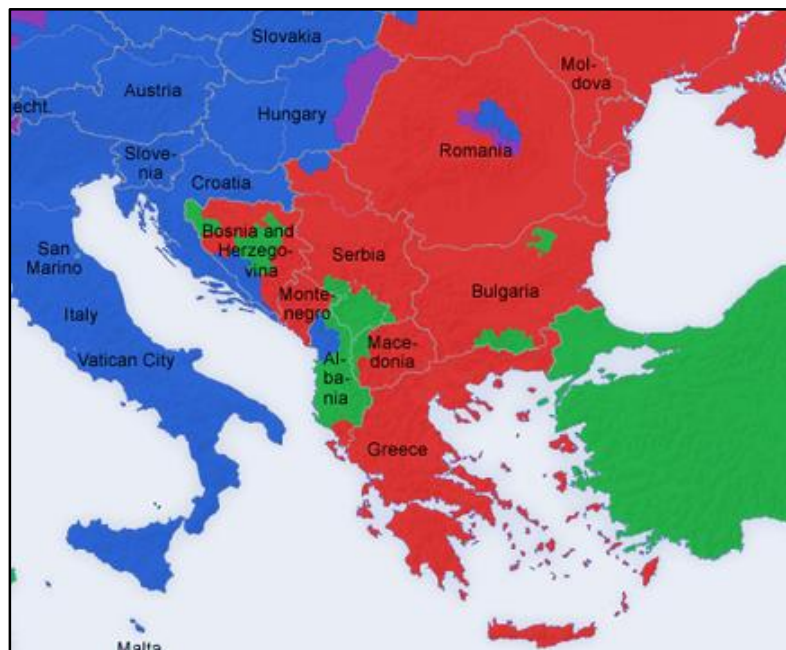 Slovakia
Mol-
dova
Austria
echt.
Hungary
Slove-
nia
Romania
Croatia
Bosnia and
Herzego-
vina
San
Marino
Serbia
Monte-
negro
Bulgaria
Italy
Mace-
donia
Vatican City
Al-
ba-
nia
Greece
Malta